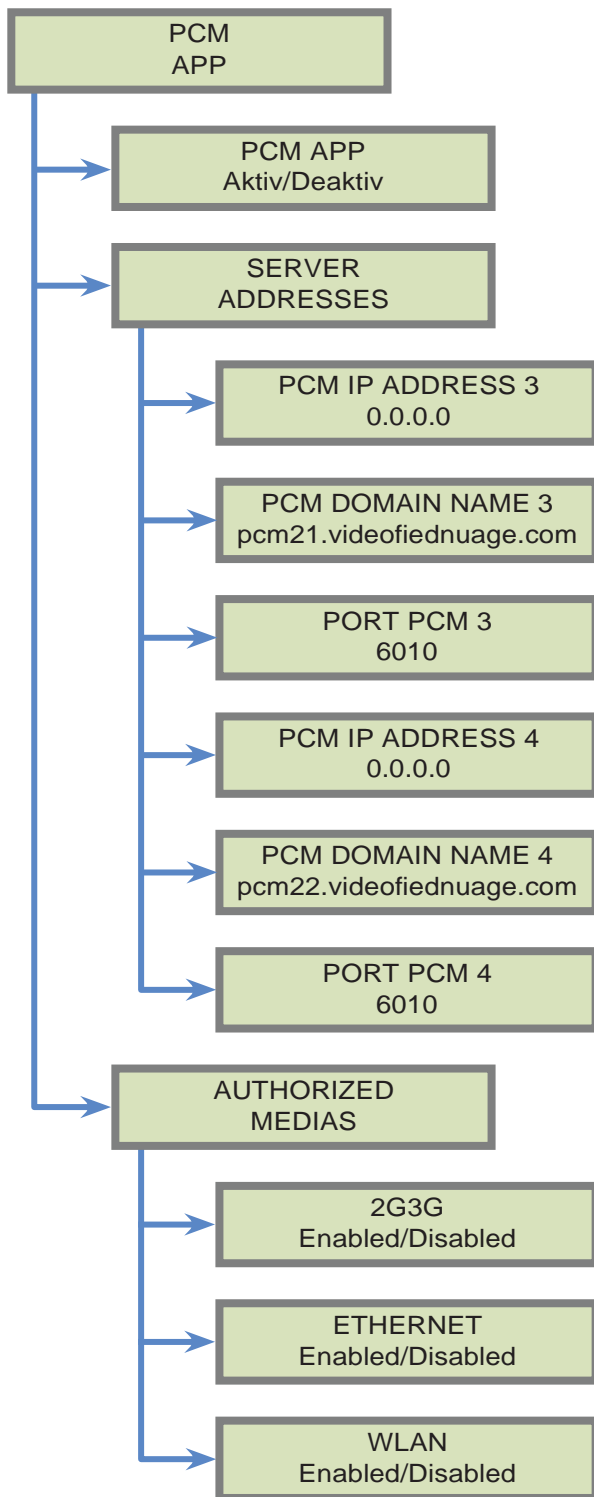 PCM
APP
PCM APP
Aktiv/Deaktiv
SERVER
ADDRESSES
PCM IP ADDRESS 3
0.0.0.0
PCM DOMAIN NAME 3
pcm21.videofiednuage.com
PORT PCM 3
6010
PCM IP ADDRESS 4
0.0.0.0
PCM DOMAIN NAME 4
pcm22.videofiednuage.com
PORT PCM 4
6010
AUTHORIZED
MEDIAS
2G3G
Enabled/Disabled
ETHERNET
Enabled/Disabled
WLAN
Enabled/Disabled